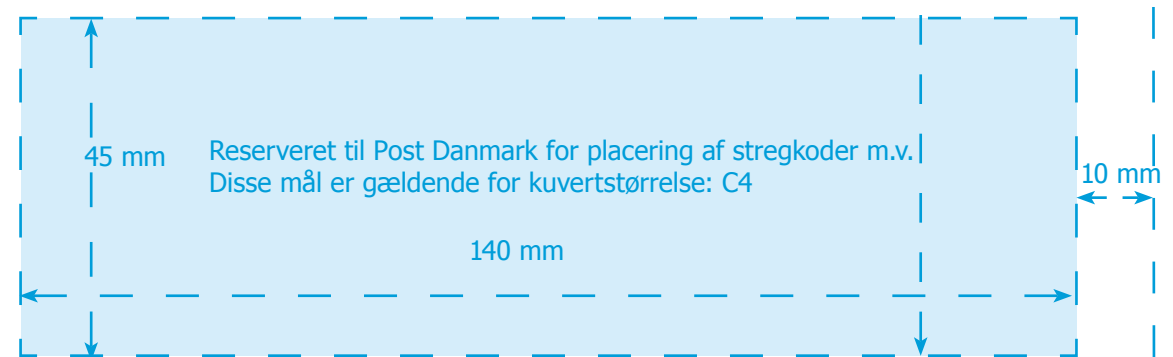 45 mm
Reserveret til Post Danmark for placering af stregkoder m.v.
Disse mål er gældende for kuvertstørrelse: C4
10 mm
140 mm